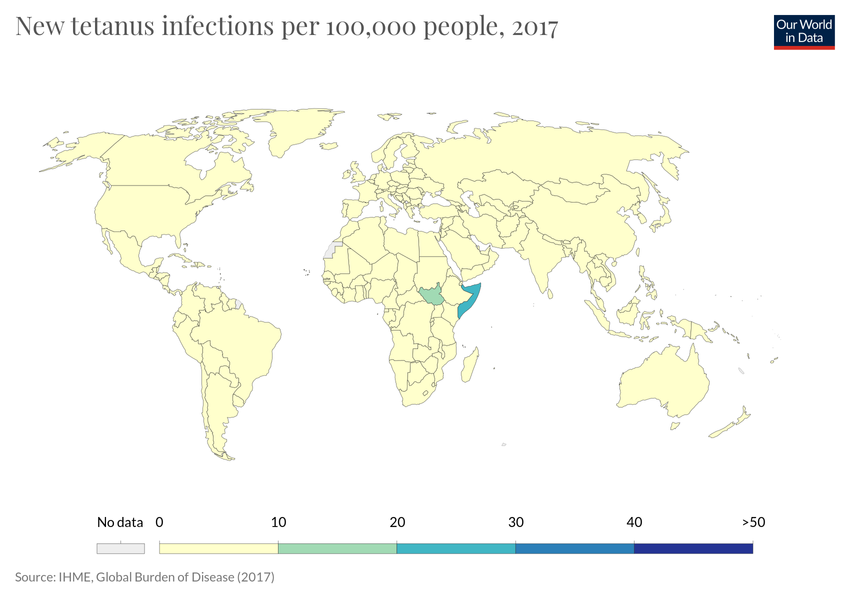 New tetanus infections per 100,000 people, 2017
Our World
in Data
No data 0 10 20 30 40 >50
Source: IHME, Global Burden of Disease (2017)